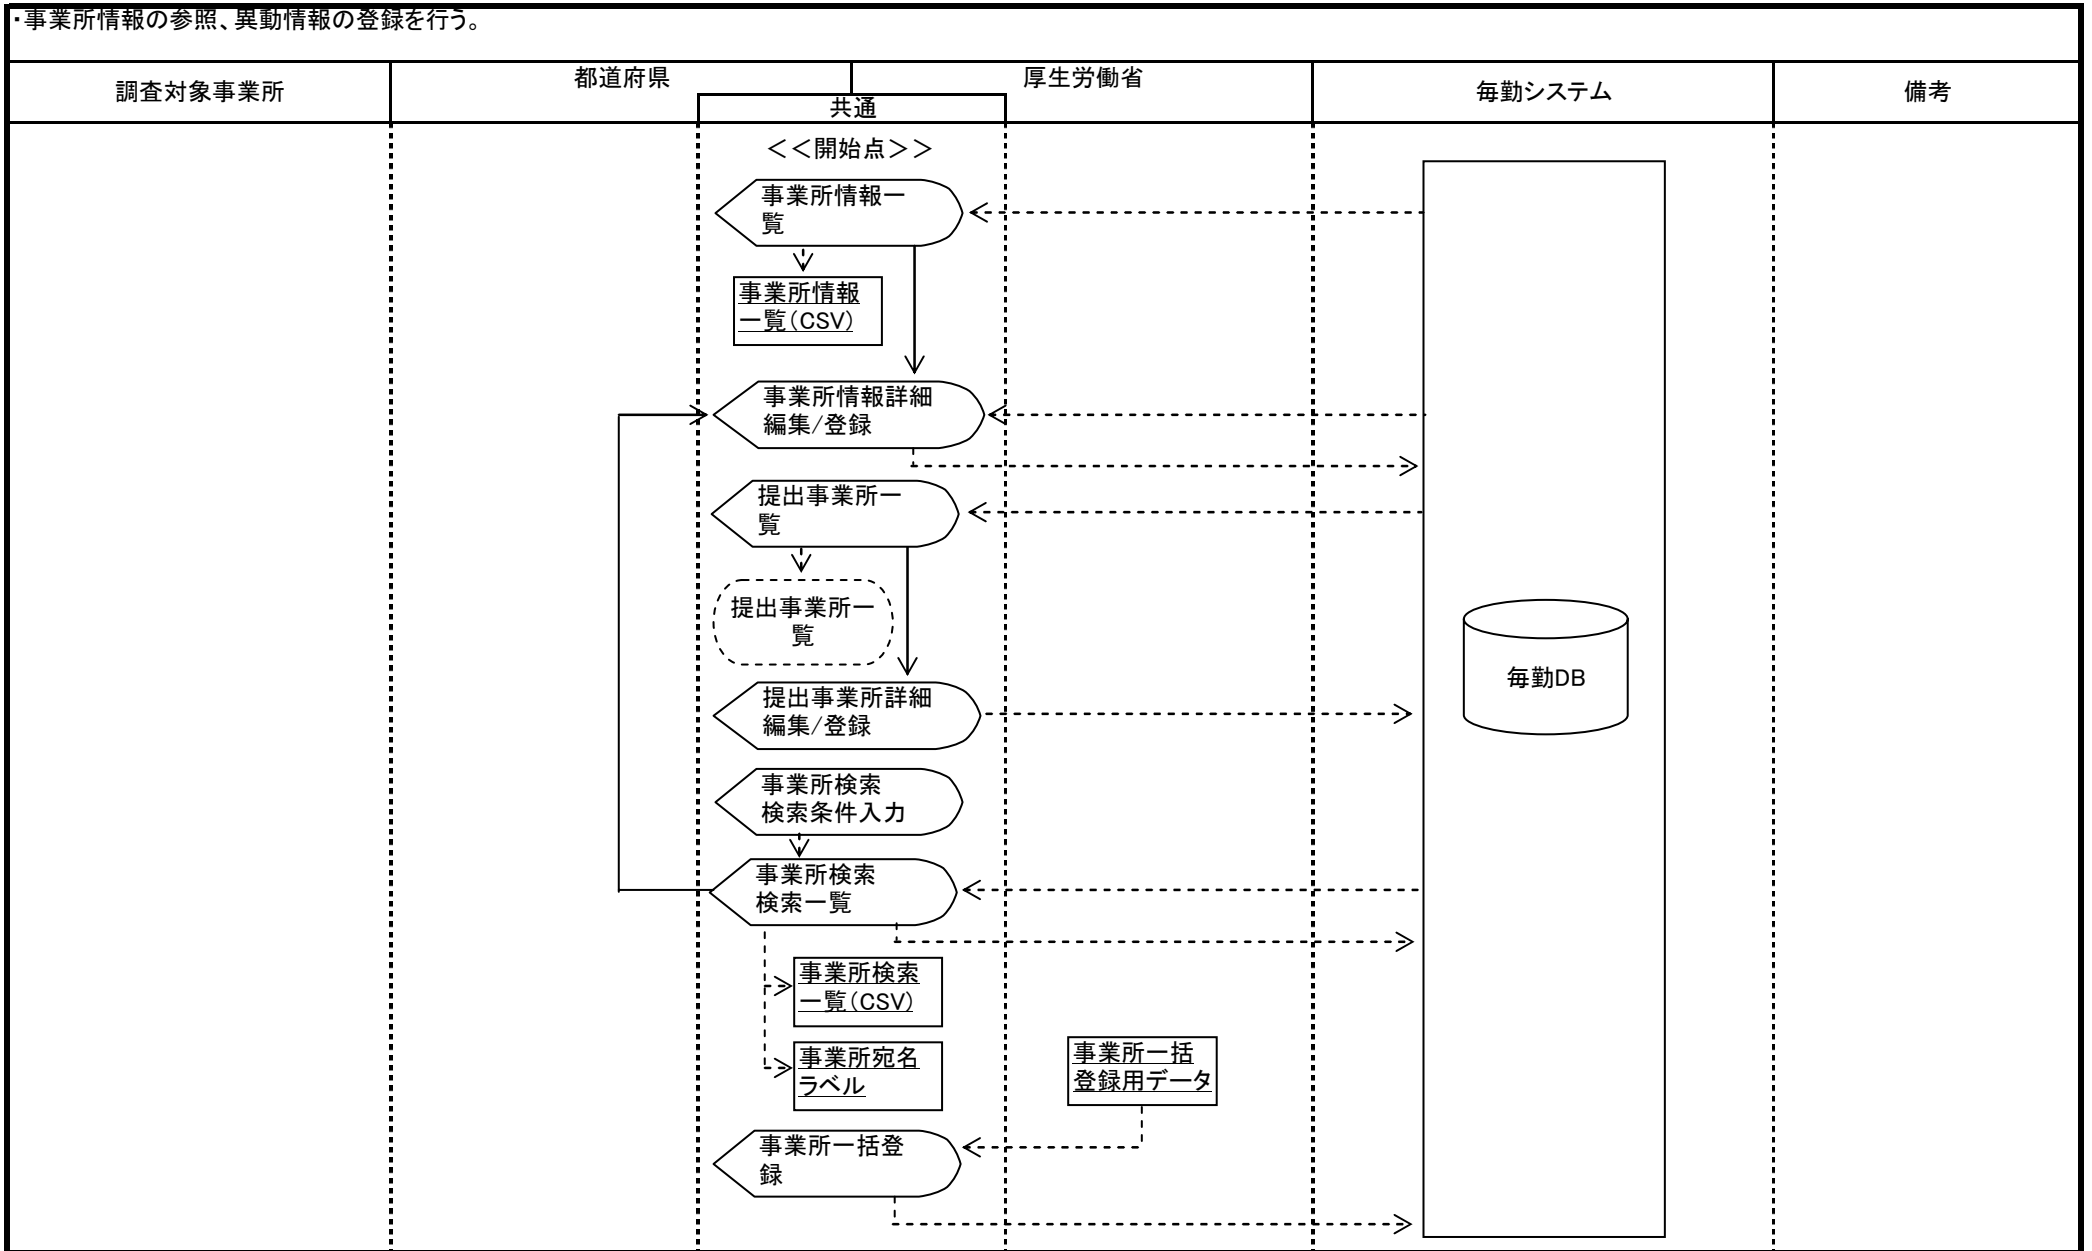 ・事業所情報の参照、異動情報の登録を行う。
調査対象事業所
都道府県
厚生労働省
共通
毎勤システム
備考
<<開始点>>
事業所情報一
覧
事業所情報
一覧(CSV)
事業所情報詳細
編集/登録
提出事業所一
覧
提出事業所一
覧
毎勤DB
提出事業所詳細
編集/登録
事業所検索
検索条件入力
事業所検索
検索一覧
事業所検索
一覧(CSV)
事業所宛名
ラベル
事業所一括
登録用データ
事業所一括登
録